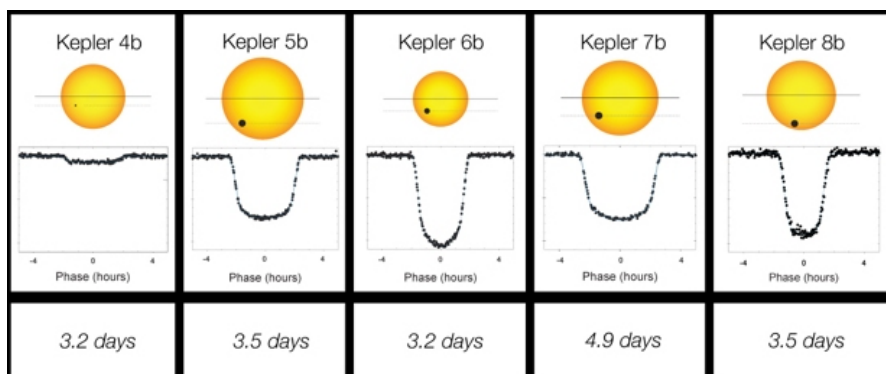 Kepler 4b
Kepler 5b
Kepler 6b
Kepler 7b
Kepler 8b
-4 0 4
Phase (hours)
-4 0 4
Phase (hours)
-4 0 4
Phase (hours)
-4 0 4
Phase (hours)
-4 0 4
Phase (hours)
3.2 days
3.5 days
3.2 days
4.9 days
3.5 days